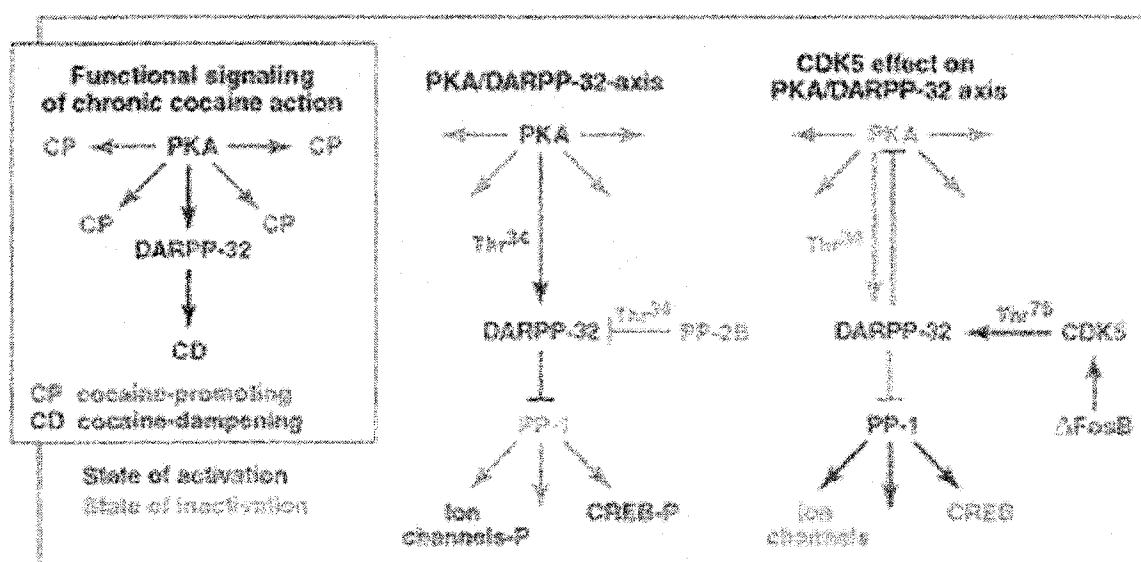 Functional signaling
of chronic cocaine action
CP PKA CP
CP CP
DARPP-32
CD
CP cocaine-promoting
CD cocaine-dampening
State of activation
State of inactivation
PKA/DARPP-32-axis
PKA
Thr34
DARPP-32 Thr34 PP-2B
PP-1
Ion
channels-P
CREB-P
CDK5 effect on
PKA/DARPP-32 axis
PKA
Thr34
DARPP-32 Thr75 CDK5
PP-1 ΔFosB
Ion
channels
CREB